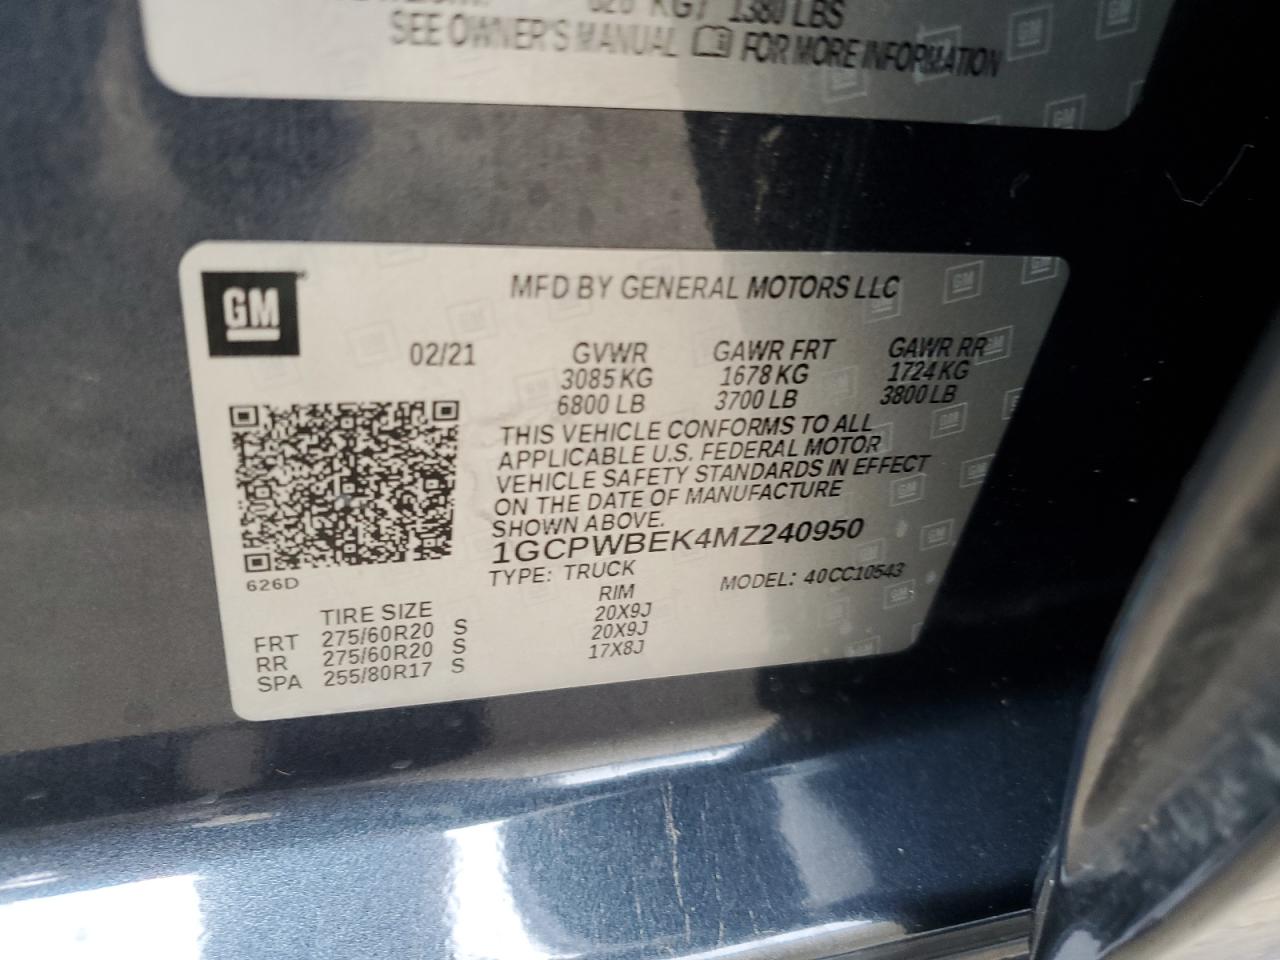 1380 LBS
SEE OWNER'S MANUAL FOR MORE INFORMATION
GM
MFD BY GENERAL MOTORS LLC
02/21 GVWR GAWR FRT GAWR RR
3085 KG 1678 KG 1724 KG
6800 LB 3700 LB 3800 LB
THIS VEHICLE CONFORMS TO ALL
APPLICABLE U.S. FEDERAL MOTOR
VEHICLE SAFETY STANDARDS IN EFFECT
ON THE DATE OF MANUFACTURE
SHOWN ABOVE.
1GCPWBEK4MZ240950
626D
TYPE: TRUCK MODEL: 40CC10543
TIRE SIZE RIM
FRT 275/60R20 S 20X9J
RR 275/60R20 S 20X9J
SPA 255/80R17 S 17X8J